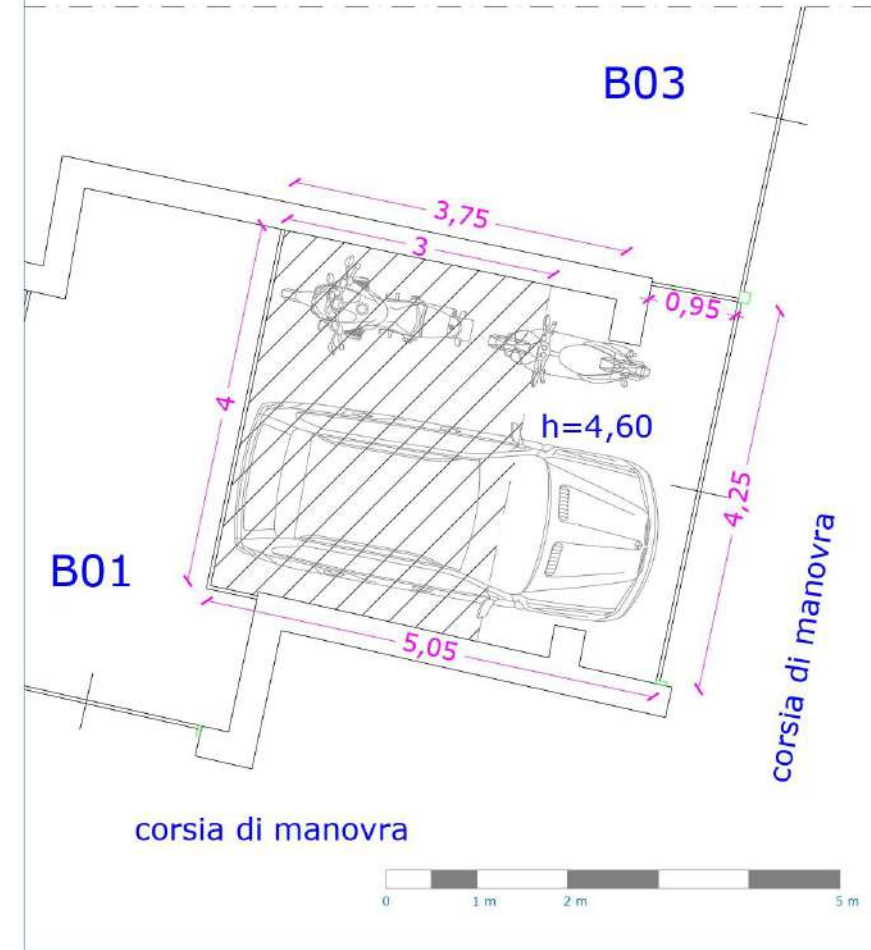 B03
3,75
3
0,95
4
h=4,60
4,25
B01
5,05
corsia di manovra
corsia di manovra
0
1 m
2 m
5 m